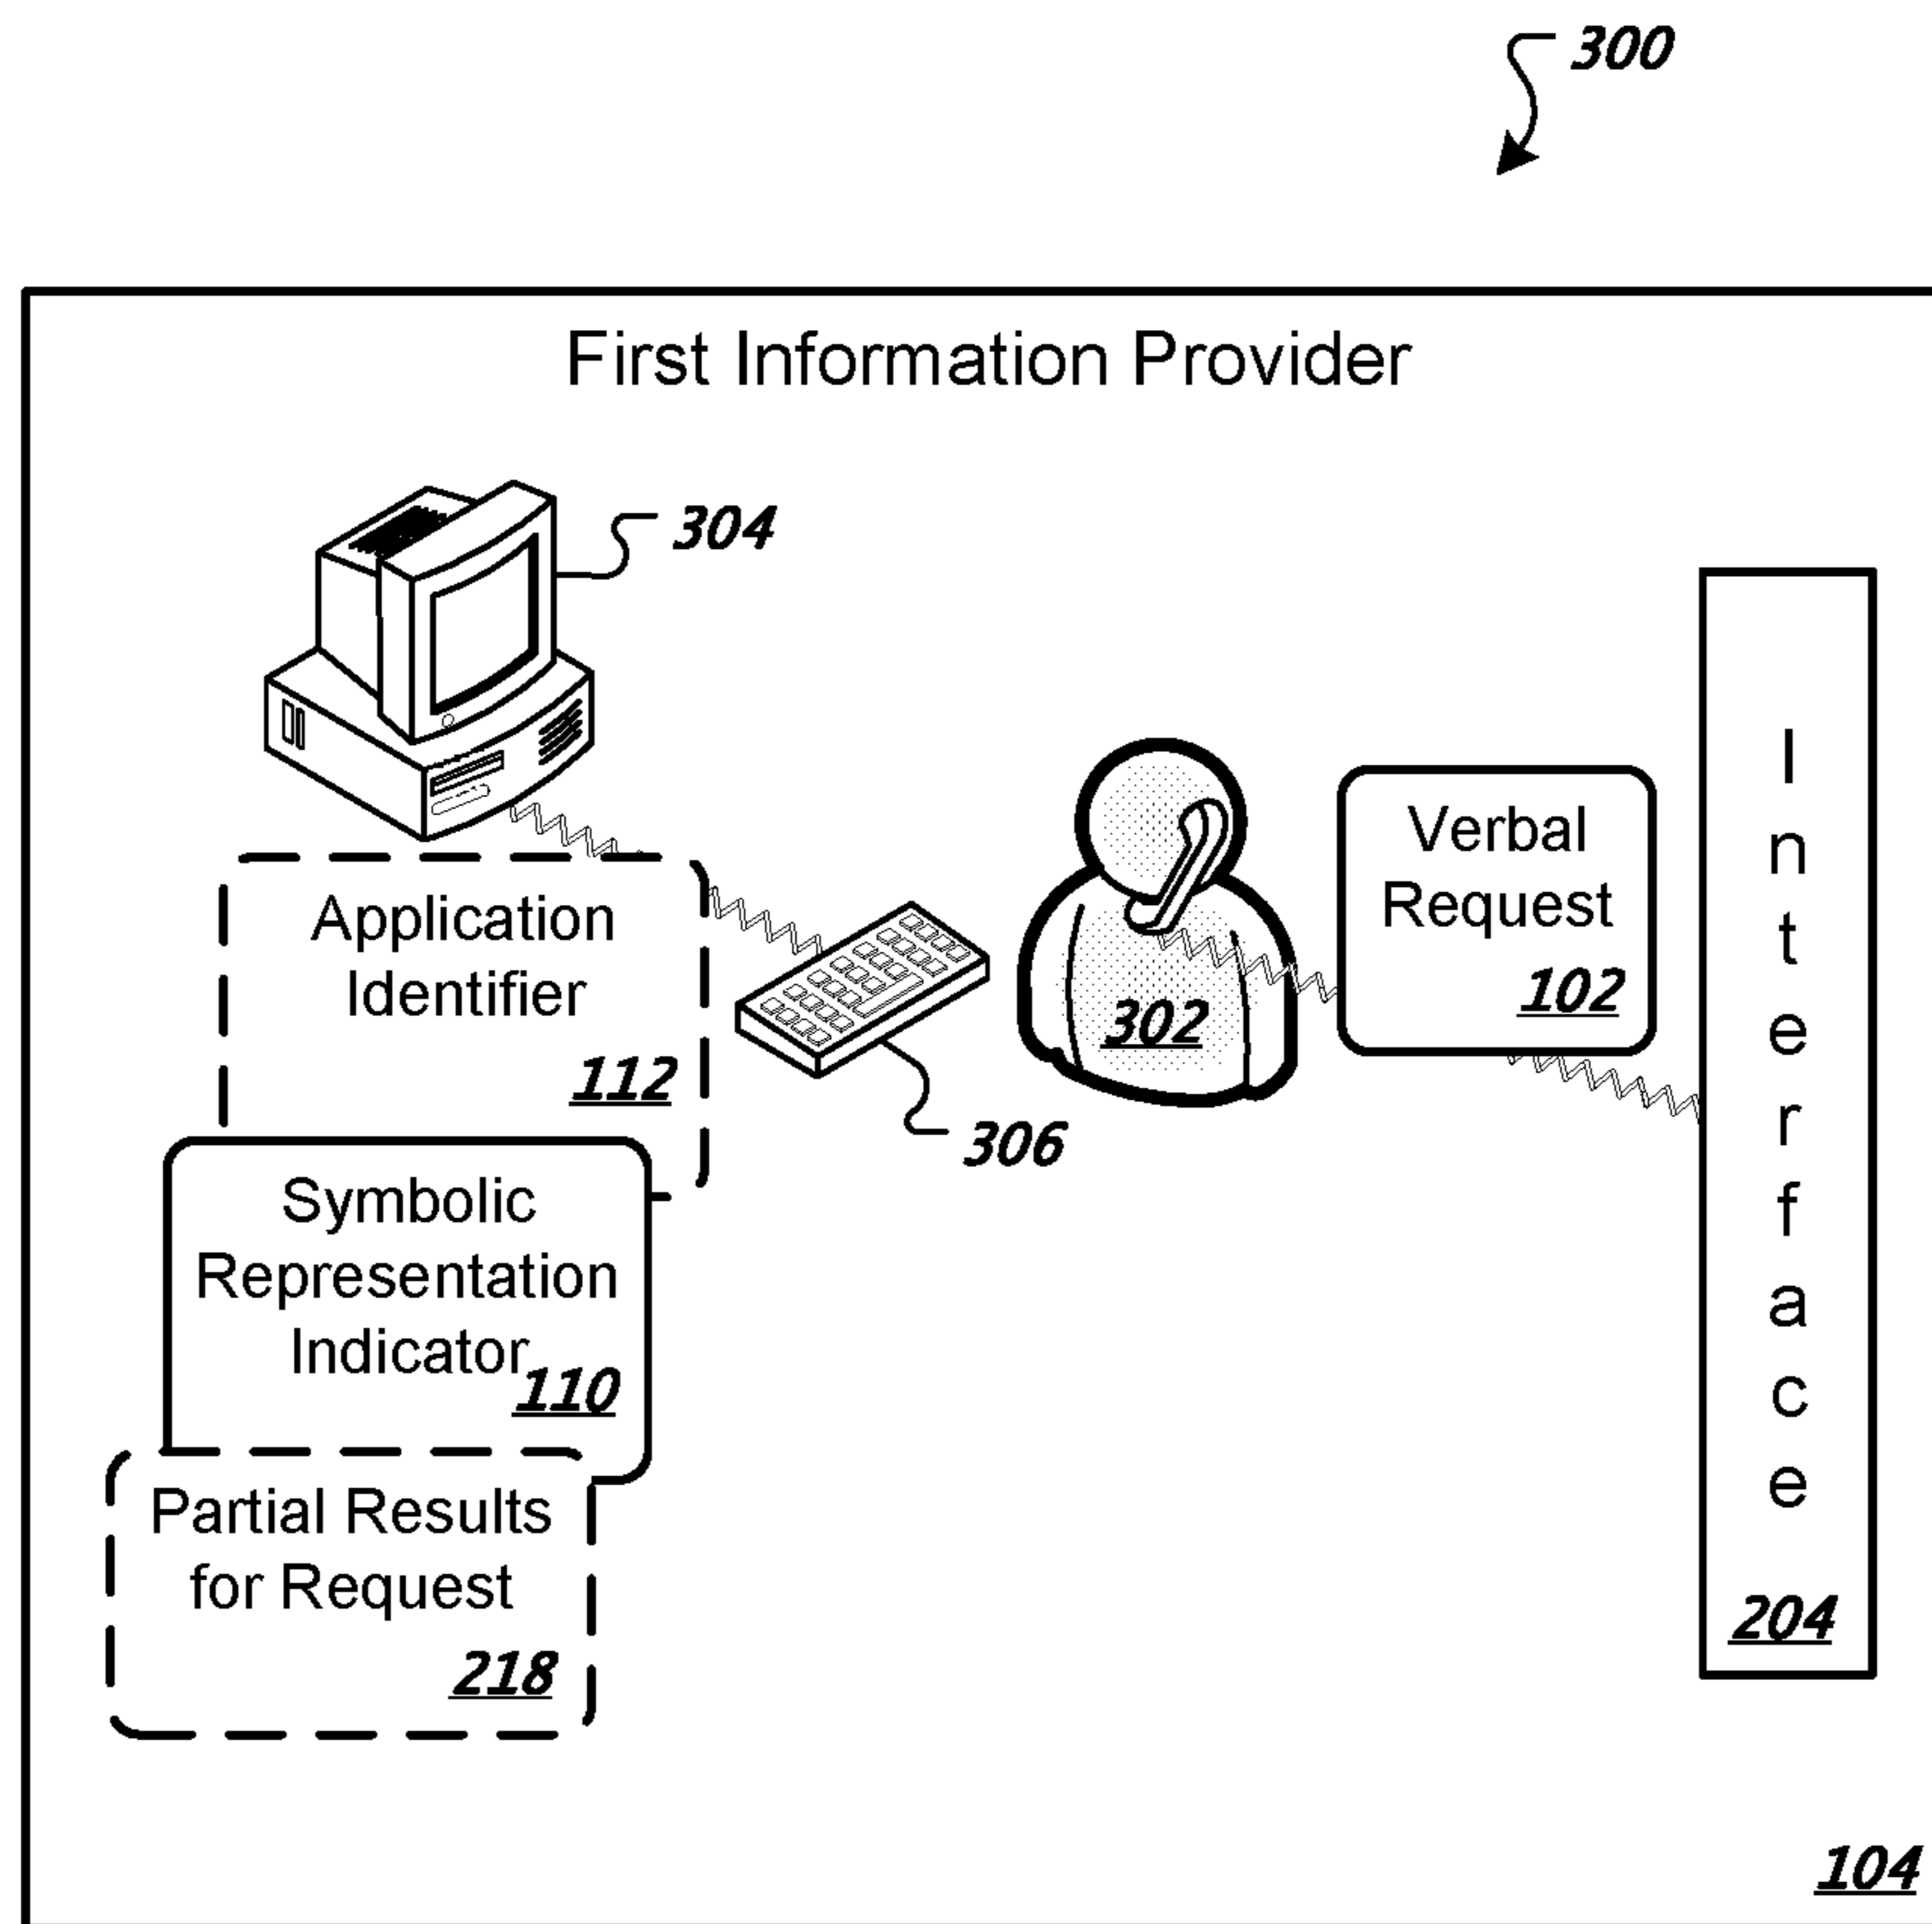 300
First Information Provider
304
Application
Identifier
112
306
302
Verbal
Request
102
Interface
204
Symbolic
Representation
Indicator
110
Partial Results
for Request
218
104